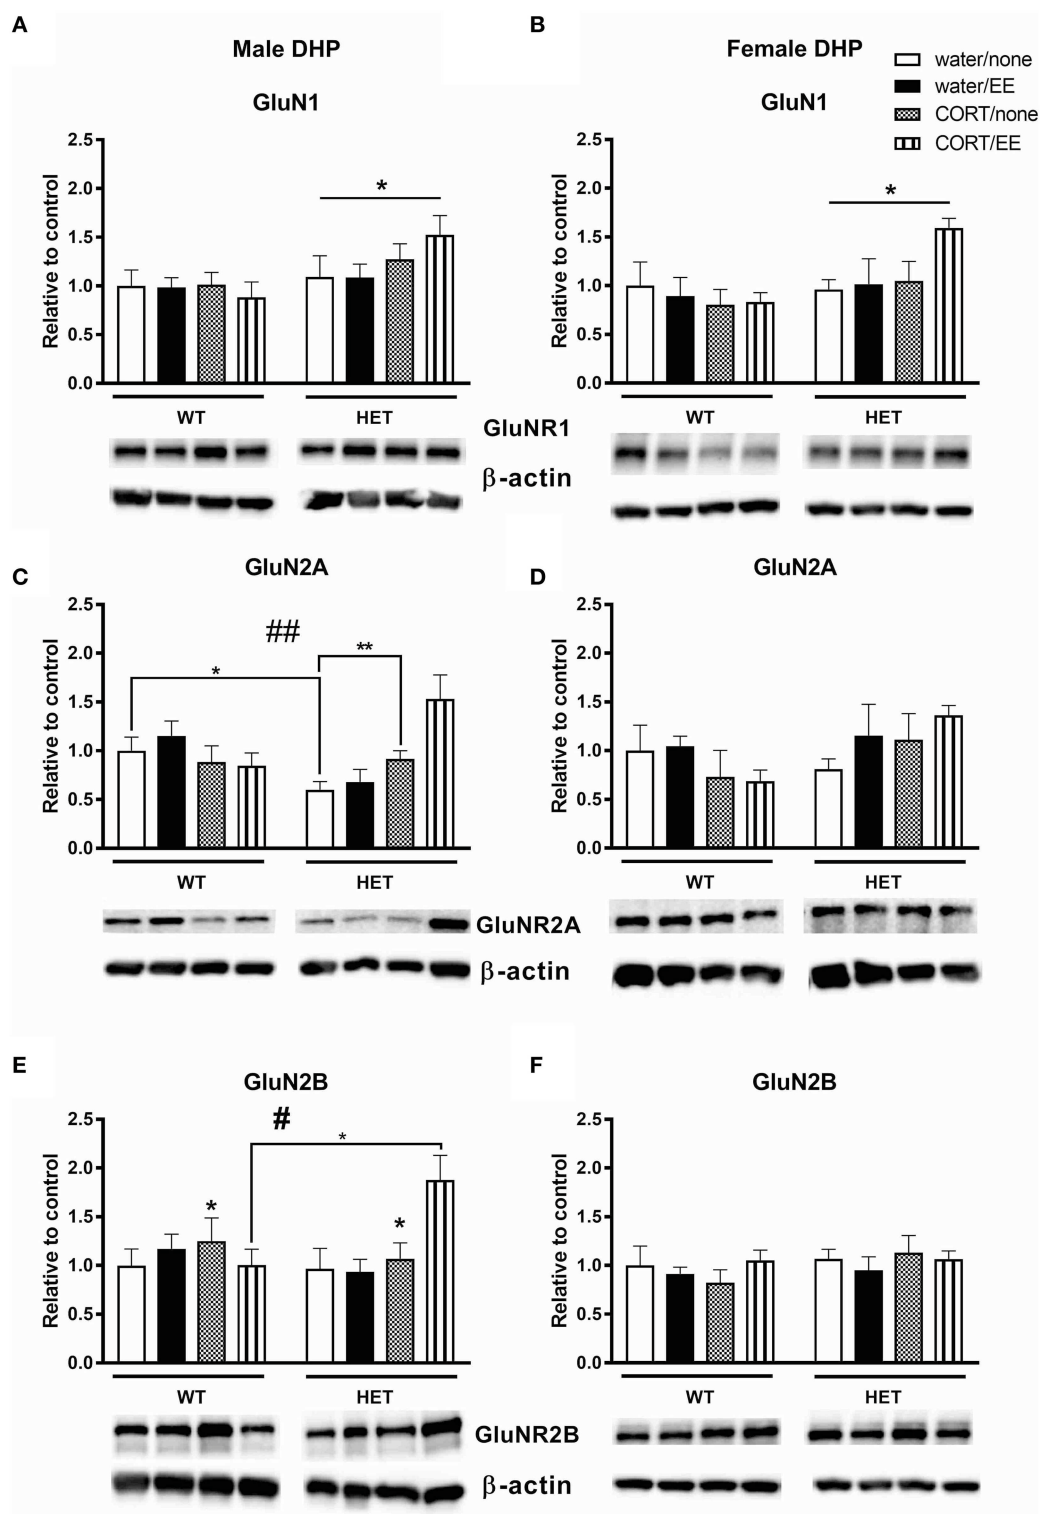 A
B
Male DHP
Female DHP
water/none
water/EE
CORT/none
CORT/EE
GluN1
GluN1
2.5
2.0
1.5
1.0
0.5
0.0
Relative to control
*
WT
HET
2.5
2.0
1.5
1.0
0.5
0.0
Relative to control
*
WT
HET
GluNR1
β-actin
C
D
GluN2A
GluN2A
2.5
2.0
1.5
1.0
0.5
0.0
Relative to control
##
*
**
WT
HET
2.5
2.0
1.5
1.0
0.5
0.0
Relative to control
WT
HET
GluNR2A
β-actin
E
F
GluN2B
GluN2B
2.5
2.0
1.5
1.0
0.5
0.0
Relative to control
#
*
*
*
WT
HET
2.5
2.0
1.5
1.0
0.5
0.0
Relative to control
WT
HET
GluNR2B
β-actin